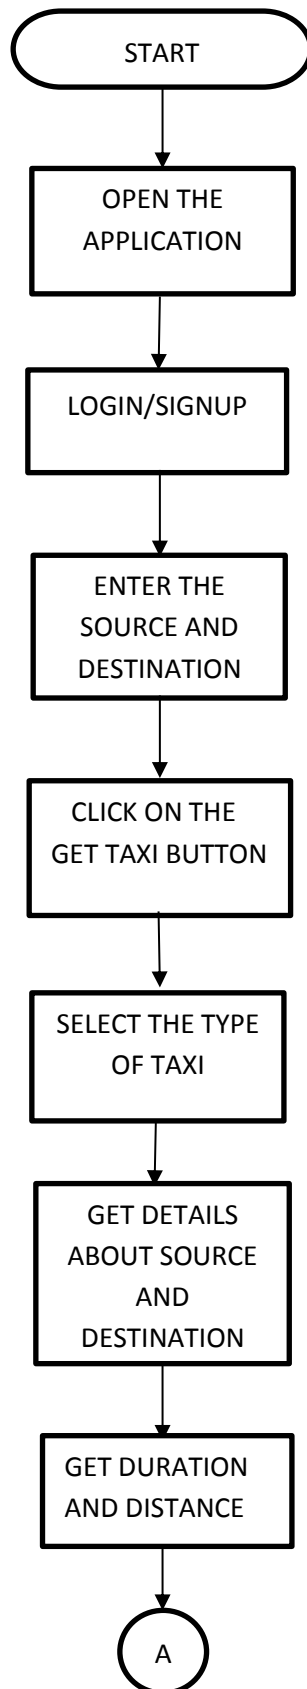 START
OPEN THE
APPLICATION
LOGIN/SIGNUP
ENTER THE
SOURCE AND
DESTINATION
CLICK ON THE
GET TAXI BUTTON
SELECT THE TYPE
OF TAXI
GET DETAILS
ABOUT SOURCE
AND
DESTINATION
GET DURATION
AND DISTANCE
A